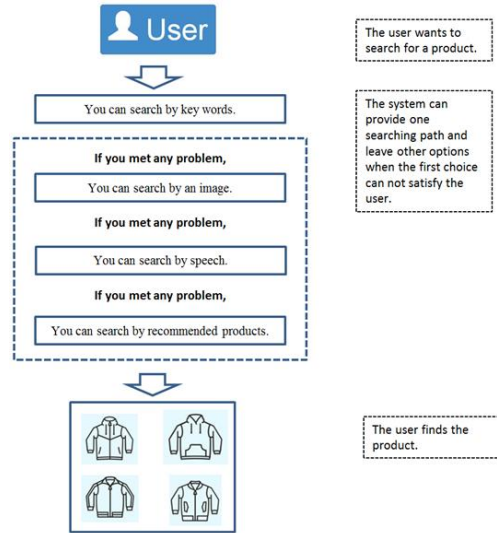 User
The user wants to
search for a product.
You can search by key words.
The system can
provide one
searching path and
leave other options
when the first choice
can not satisfy the
user.
If you met any problem,
You can search by an image.
If you met any problem,
You can search by speech.
If you met any problem,
You can search by recommended products.
The user finds the
product.